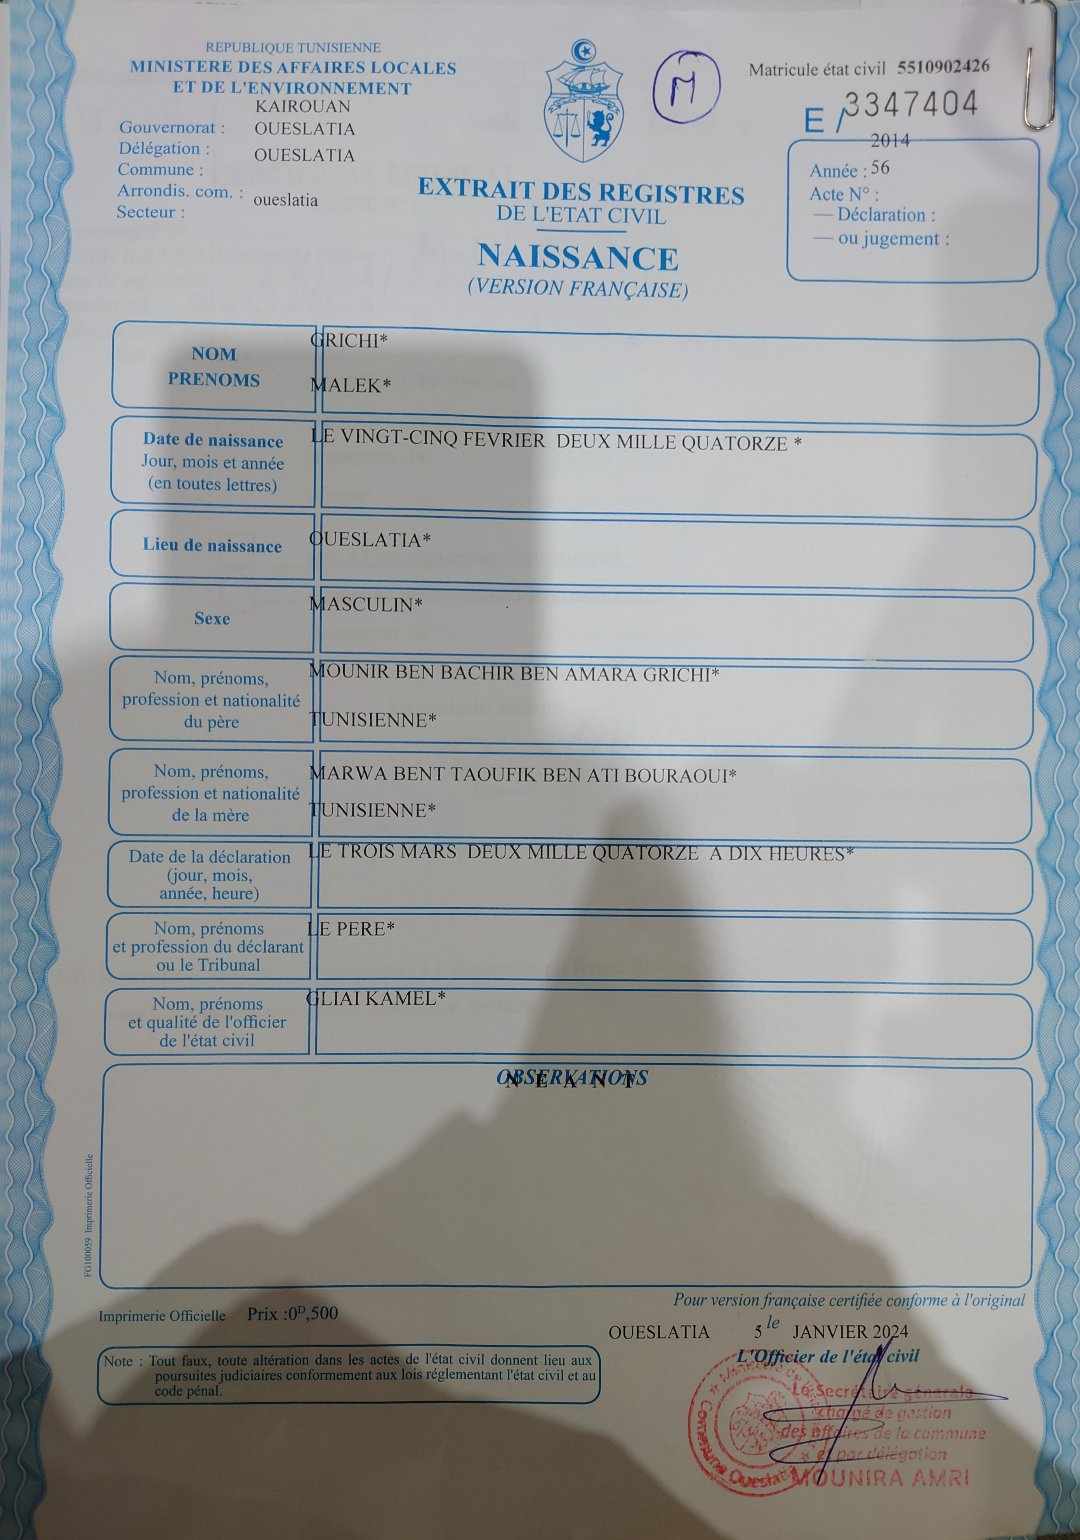 REPUBLIQUE TUNISIENNE
MINISTERE DES AFFAIRES LOCALES
ET DE L'ENVIRONNEMENT
KAIROUAN
Gouvernorat : OUESLATIA
Délégation : OUESLATIA
Commune :
Arrondis. com. : oueslatia
Secteur :
M
Matricule état civil 5510902426
E / 3347404
2014
Année : 56
Acte N° :
— Déclaration :
— ou jugement :
EXTRAIT DES REGISTRES
DE L'ETAT CIVIL
NAISSANCE
(VERSION FRANÇAISE)
NOM
PRENOMS
GRICHI*
MALEK*
Date de naissance
Jour, mois et année
(en toutes lettres)
LE VINGT-CINQ FEVRIER DEUX MILLE QUATORZE *
Lieu de naissance
OUESLATIA*
Sexe
MASCULIN*
Nom, prénoms,
profession et nationalité
du père
MOUNIR BEN BACHIR BEN AMARA GRICHI*
TUNISIENNE*
Nom, prénoms,
profession et nationalité
de la mère
MARWA BENT TAOUFIK BEN ATI BOURAOUI*
TUNISIENNE*
Date de la déclaration
(jour, mois,
année, heure)
LE TROIS MARS DEUX MILLE QUATORZE A DIX HEURES*
Nom, prénoms
et profession du déclarant
ou le Tribunal
LE PERE*
Nom, prénoms
et qualité de l'officier
de l'état civil
GLIAI KAMEL*
OBSERVATIONS
N E A N T
FG100059 Imprimerie Officielle
Imprimerie Officielle Prix :0ᴰ,500
Pour version française certifiée conforme à l'original
OUESLATIA 5 le JANVIER 2024
L'Officier de l'état civil
Note : Tout faux, toute altération dans les actes de l'état civil donnent lieu aux
poursuites judiciaires conformement aux lois réglementant l'état civil et au
code pénal.
Le Secrétaire générale
chargé de gestion
des affaires de la commune
et par délégation
MOUNIRA AMRI
Commune Oueslatia